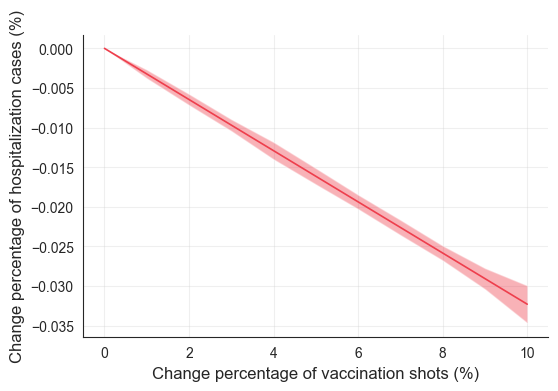 Change percentage of hospitalization cases (%)
0.000
−0.005
−0.010
−0.015
−0.020
−0.025
−0.030
−0.035
0 2 4 6 8 10
Change percentage of vaccination shots (%)